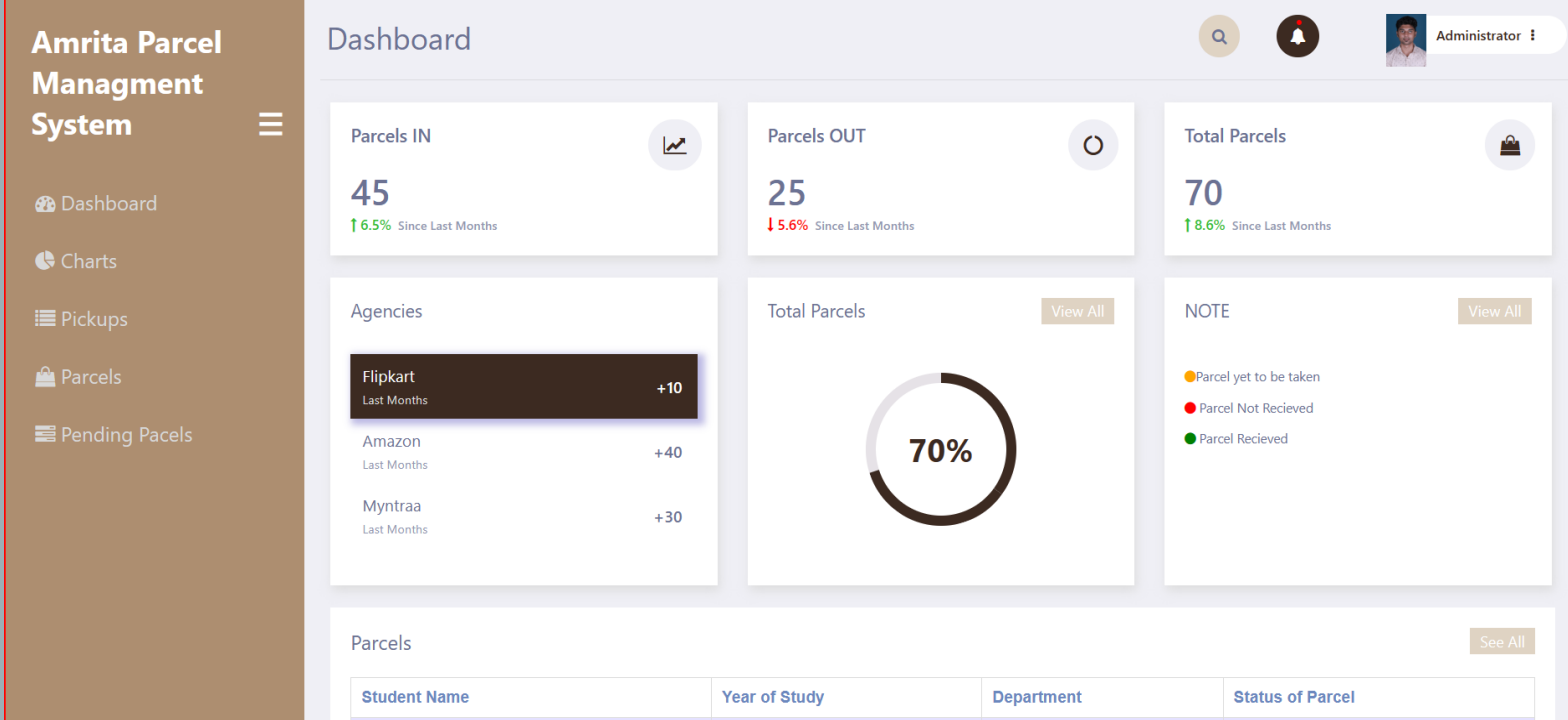 Amrita Parcel
Managment
System
Dashboard
Charts
Pickups
Parcels
Pending Pacels
Dashboard
Administrator
Parcels IN
45
6.5% Since Last Months
Parcels OUT
25
5.6% Since Last Months
Total Parcels
70
8.6% Since Last Months
Agencies
Flipkart
+10
Last Months
Amazon
+40
Last Months
Myntraa
+30
Last Months
Total Parcels
View All
70%
NOTE
View All
Parcel yet to be taken
Parcel Not Recieved
Parcel Recieved
Parcels
See All
Student Name Year of Study Department Status of Parcel